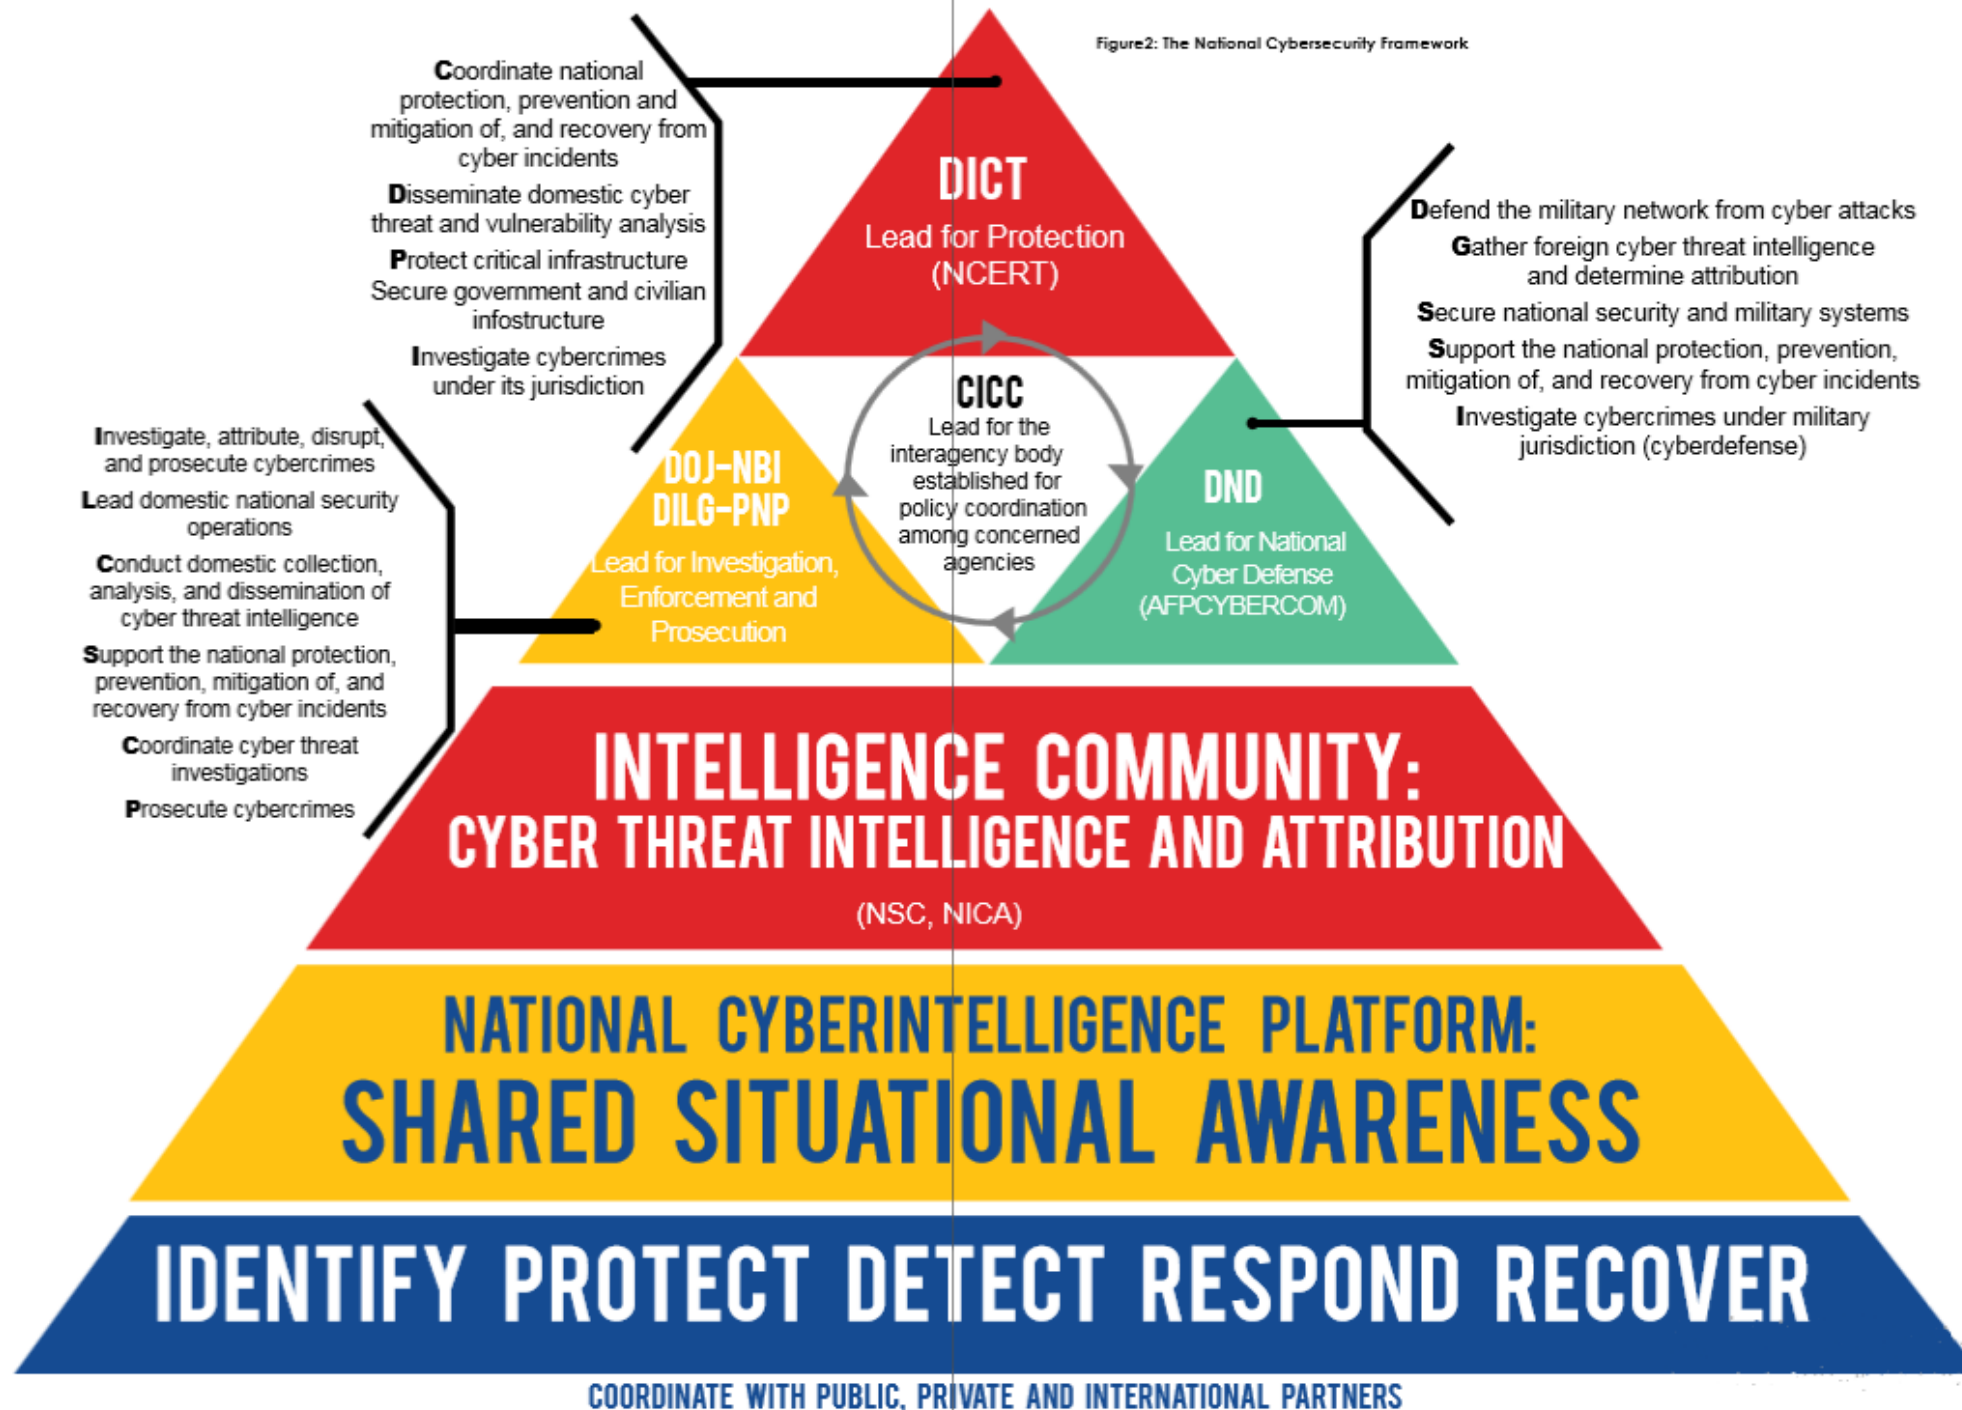 Figure2: The National Cybersecurity Framework
Coordinate national
protection, prevention and
mitigation of, and recovery from
cyber incidents
Disseminate domestic cyber
threat and vulnerability analysis
Protect critical infrastructure
Secure government and civilian
infostructure
Investigate cybercrimes
under its jurisdiction
DICT
Lead for Protection
(NCERT)
Defend the military network from cyber attacks
Gather foreign cyber threat intelligence
and determine attribution
Secure national security and military systems
Support the national protection, prevention,
mitigation of, and recovery from cyber incidents
Investigate cybercrimes under military
jurisdiction (cyberdefense)
Investigate, attribute, disrupt,
and prosecute cybercrimes
Lead domestic national security
operations
Conduct domestic collection,
analysis, and dissemination of
cyber threat intelligence
Support the national protection,
prevention, mitigation of, and
recovery from cyber incidents
Coordinate cyber threat
investigations
Prosecute cybercrimes
DOJ-NBI
DILG-PNP
Lead for Investigation,
Enforcement and
Prosecution
CICC
Lead for the
interagency body
established for
policy coordination
among concerned
agencies
DND
Lead for National
Cyber Defense
(AFPCYBERCOM)
INTELLIGENCE COMMUNITY:
CYBER THREAT INTELLIGENCE AND ATTRIBUTION
(NSC, NICA)
NATIONAL CYBERINTELLIGENCE PLATFORM:
SHARED SITUATIONAL AWARENESS
IDENTIFY PROTECT DETECT RESPOND RECOVER
COORDINATE WITH PUBLIC, PRIVATE AND INTERNATIONAL PARTNERS